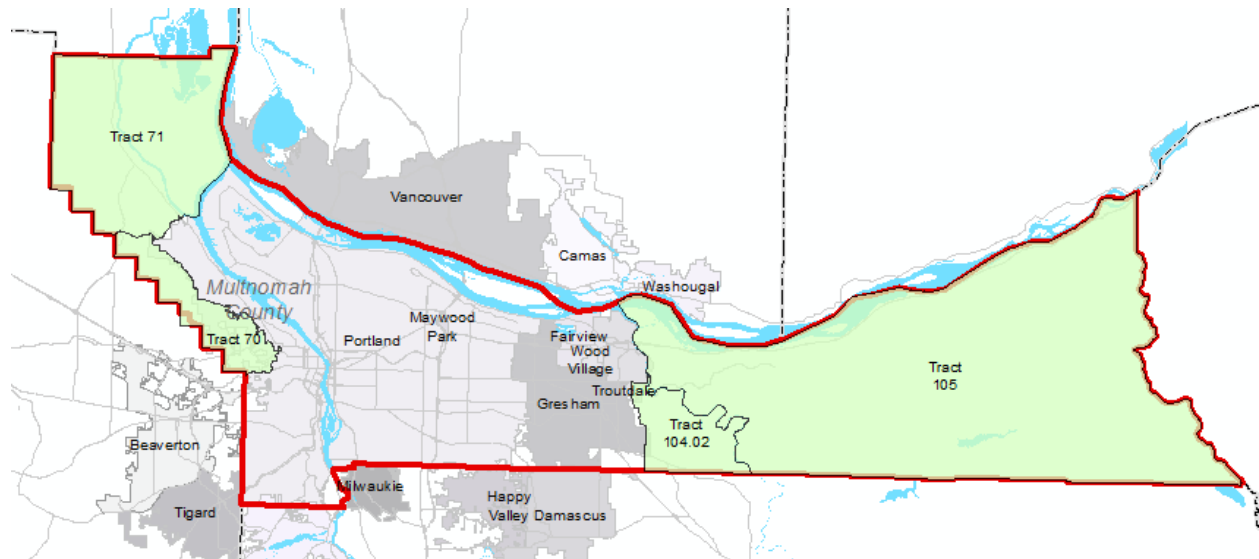 Tract 71
Vancouver
Camas
Washougal
Multnomah
County
Tract 70
Portland
Maywood
Park
Fairview
Wood
Village
Troutdale
Gresham
Tract
105
Tract
104.02
Beaverton
Milwaukie
Tigard
Happy
Valley Damascus